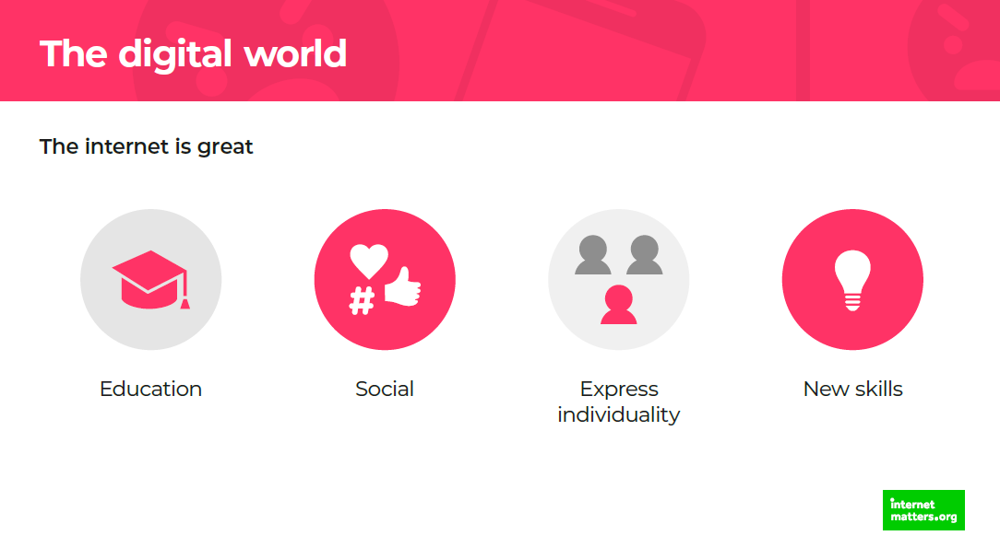 The digital world
The internet is great
Education
Social
Express
individuality
New skills
internet
matters.org